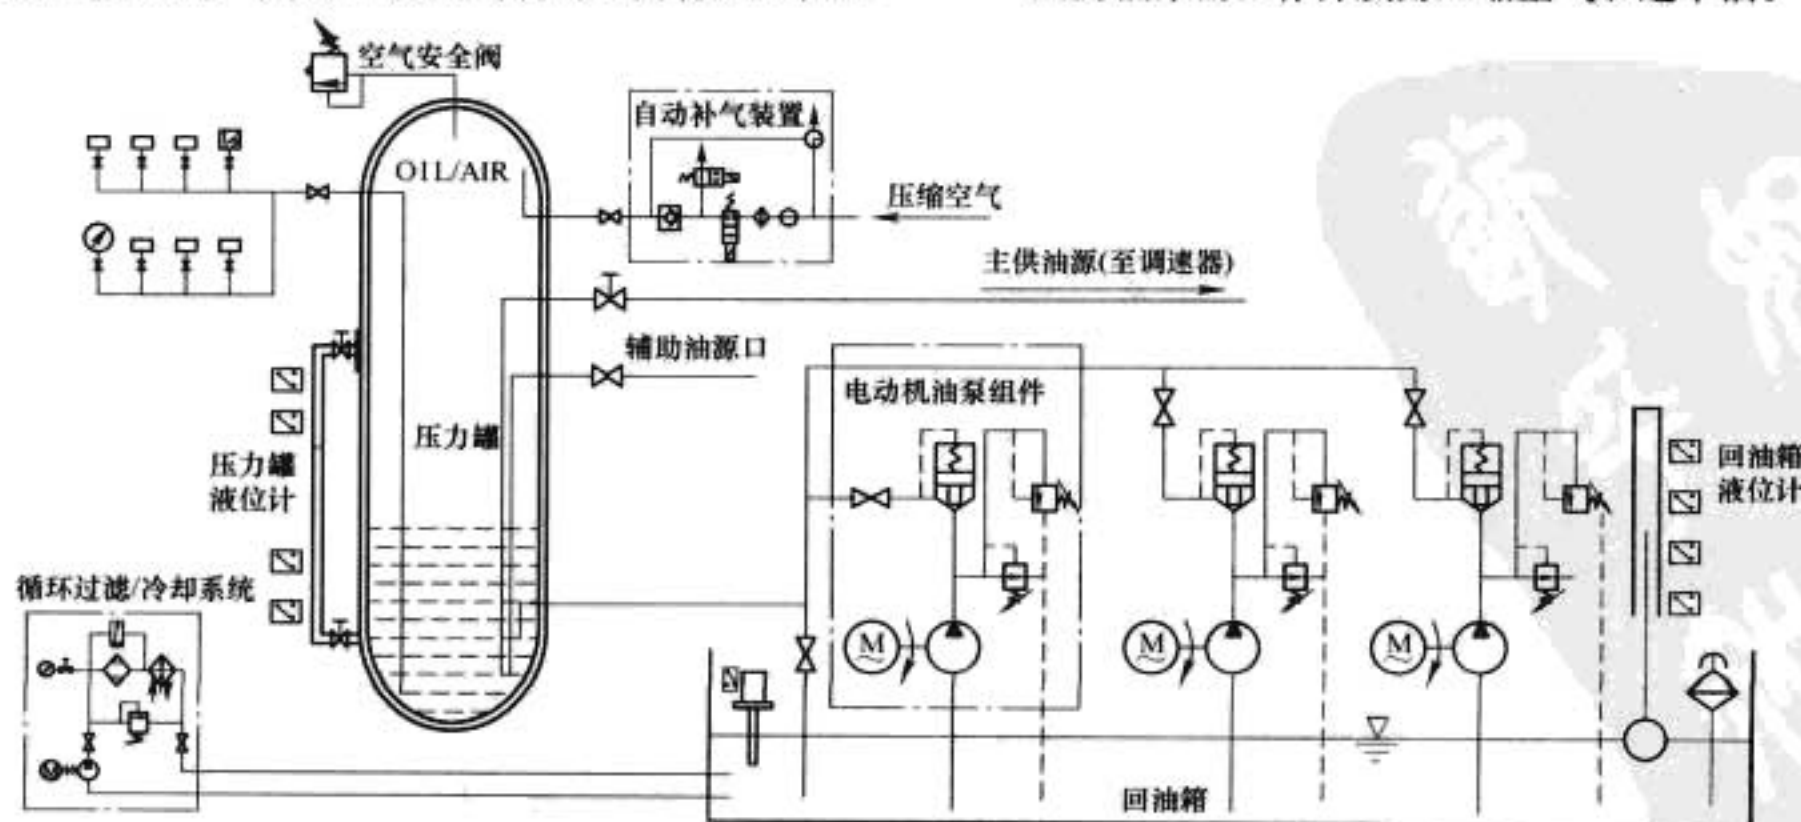 空气安全阀
自动补气装置
O1L/AIR
压缩空气
主供油源(至调速器)
辅助油源口
电动机油泵组件
压力罐
压力罐
液位计
回油箱
液位计
循环过滤/冷却系统
M
M
M
回油箱